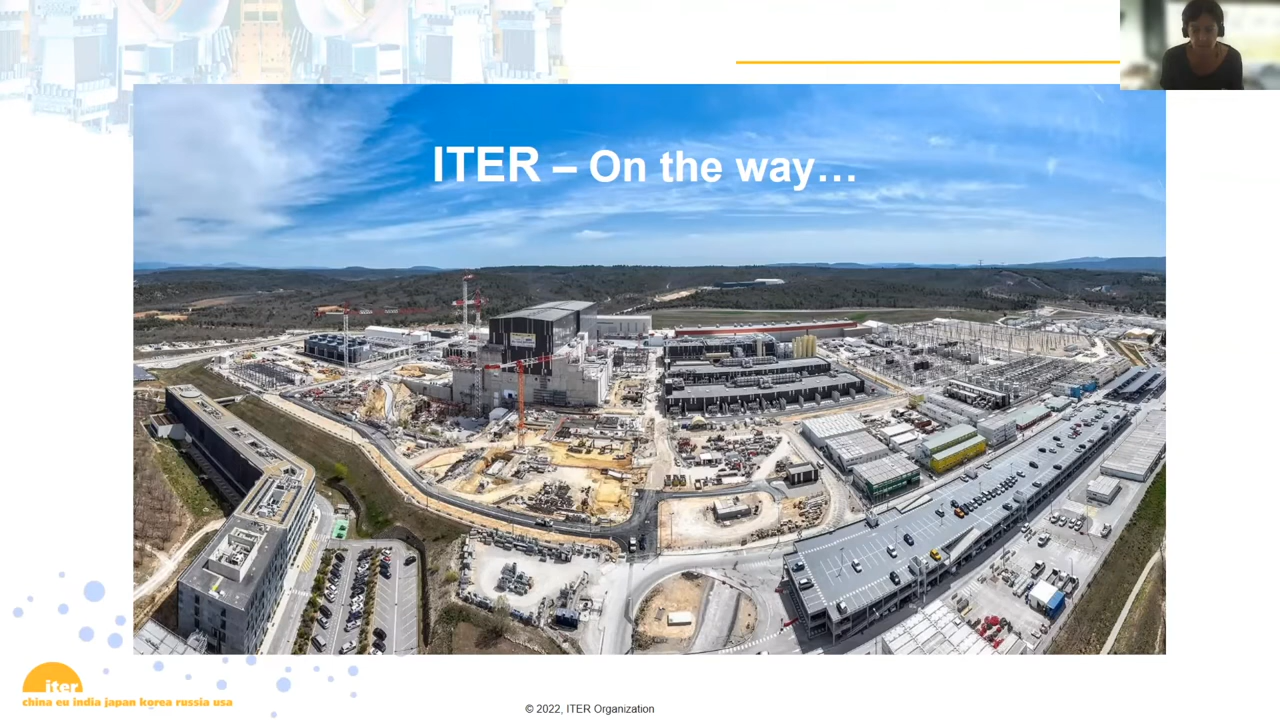 ITER – On the way…
iter
china eu india japan korea russia usa
© 2022, ITER Organization